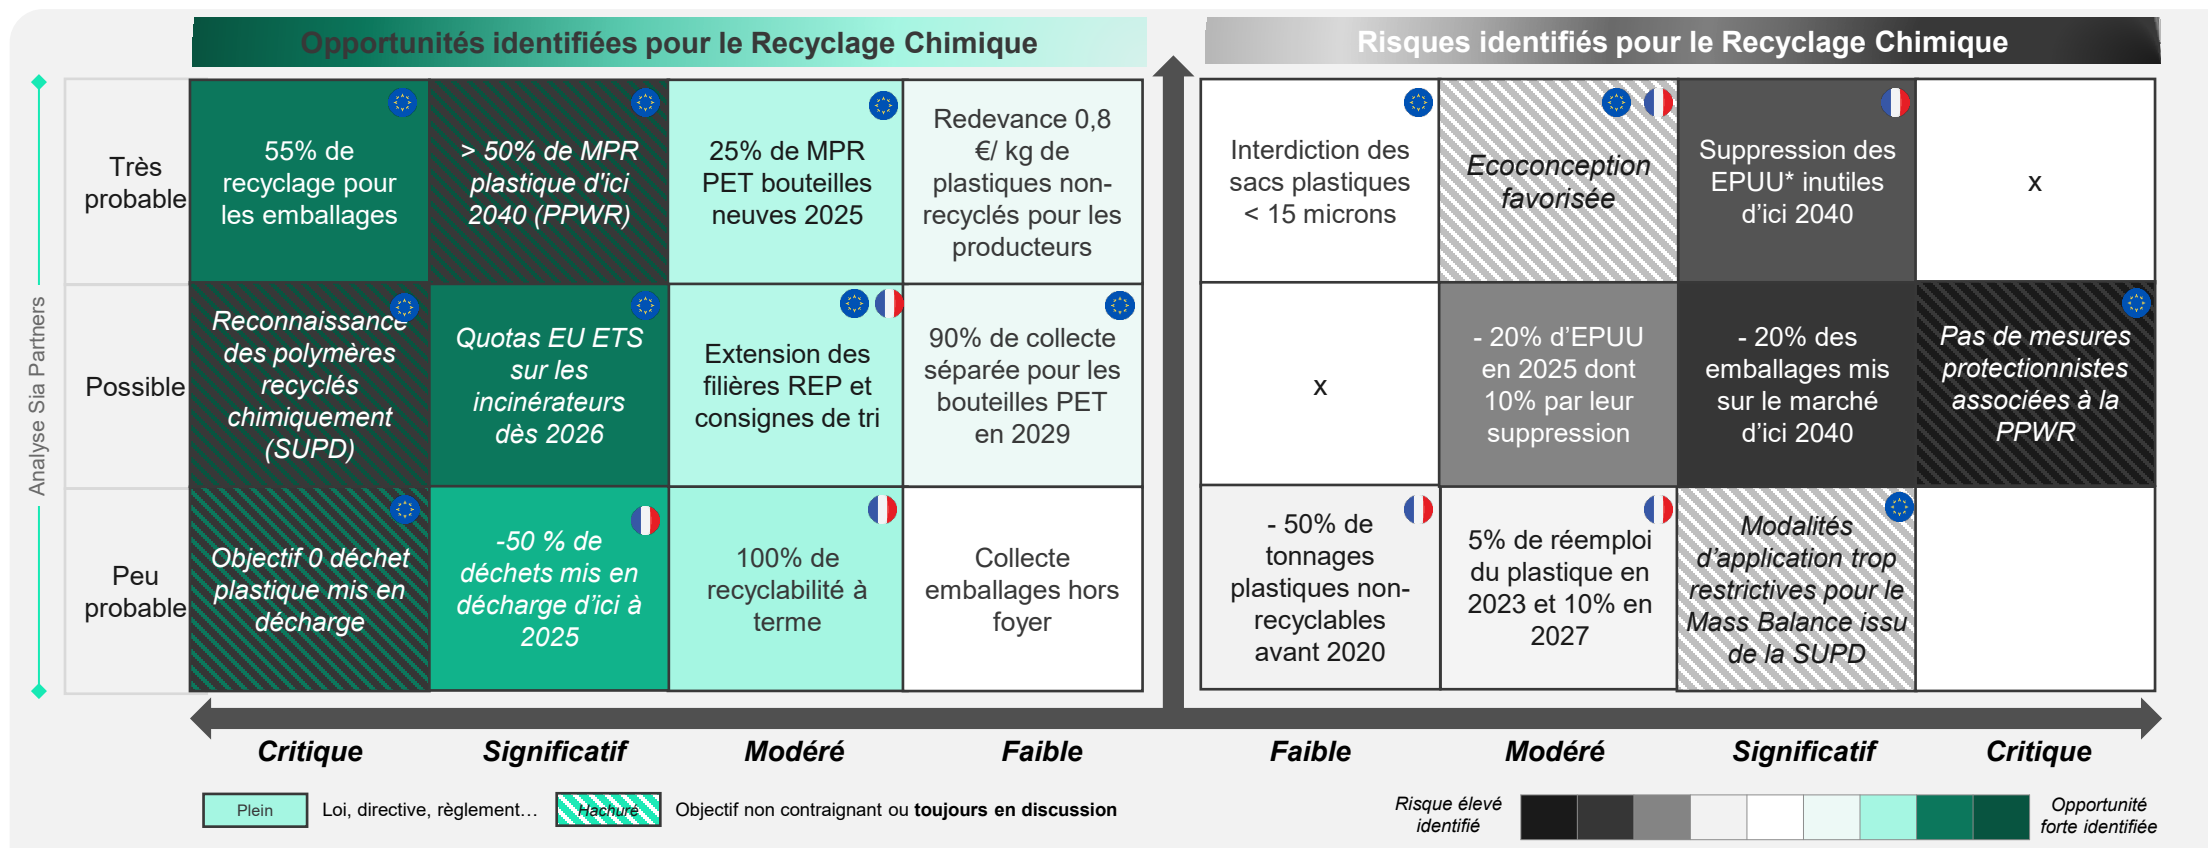 Opportunités identifiées pour le Recyclage Chimique
Risques identifiés pour le Recyclage Chimique
Analyse Sia Partners
Très
probable
55% de
recyclage pour
les emballages
> 50% de MPR
plastique d'ici
2040 (PPWR)
25% de MPR
PET bouteilles
neuves 2025
Redevance 0,8
€/ kg de
plastiques non-
recyclés pour les
producteurs
Interdiction des
sacs plastiques
< 15 microns
Ecoconception
favorisée
Suppression des
EPUU* inutiles
d’ici 2040
x
Possible
Reconnaissance
des polymères
recyclés
chimiquement
(SUPD)
Quotas EU ETS
sur les
incinérateurs
dès 2026
Extension des
filières REP et
consignes de tri
90% de collecte
séparée pour les
bouteilles PET
en 2029
x
- 20% d’EPUU
en 2025 dont
10% par leur
suppression
- 20% des
emballages mis
sur le marché
d’ici 2040
Pas de mesures
protectionnistes
associées à la
PPWR
Peu
probable
Objectif 0 déchet
plastique mis en
décharge
-50 % de
déchets mis en
décharge d’ici à
2025
100% de
recyclabilité à
terme
Collecte
emballages hors
foyer
- 50% de
tonnages
plastiques non-
recyclables
avant 2020
5% de réemploi
du plastique en
2023 et 10% en
2027
Modalités
d’application trop
restrictives pour le
Mass Balance issu
de la SUPD
Critique
Significatif
Modéré
Faible
Faible
Modéré
Significatif
Critique
Plein
Loi, directive, règlement…
Hachuré
Objectif non contraignant ou toujours en discussion
Risque élevé
identifié
Opportunité
forte identifiée